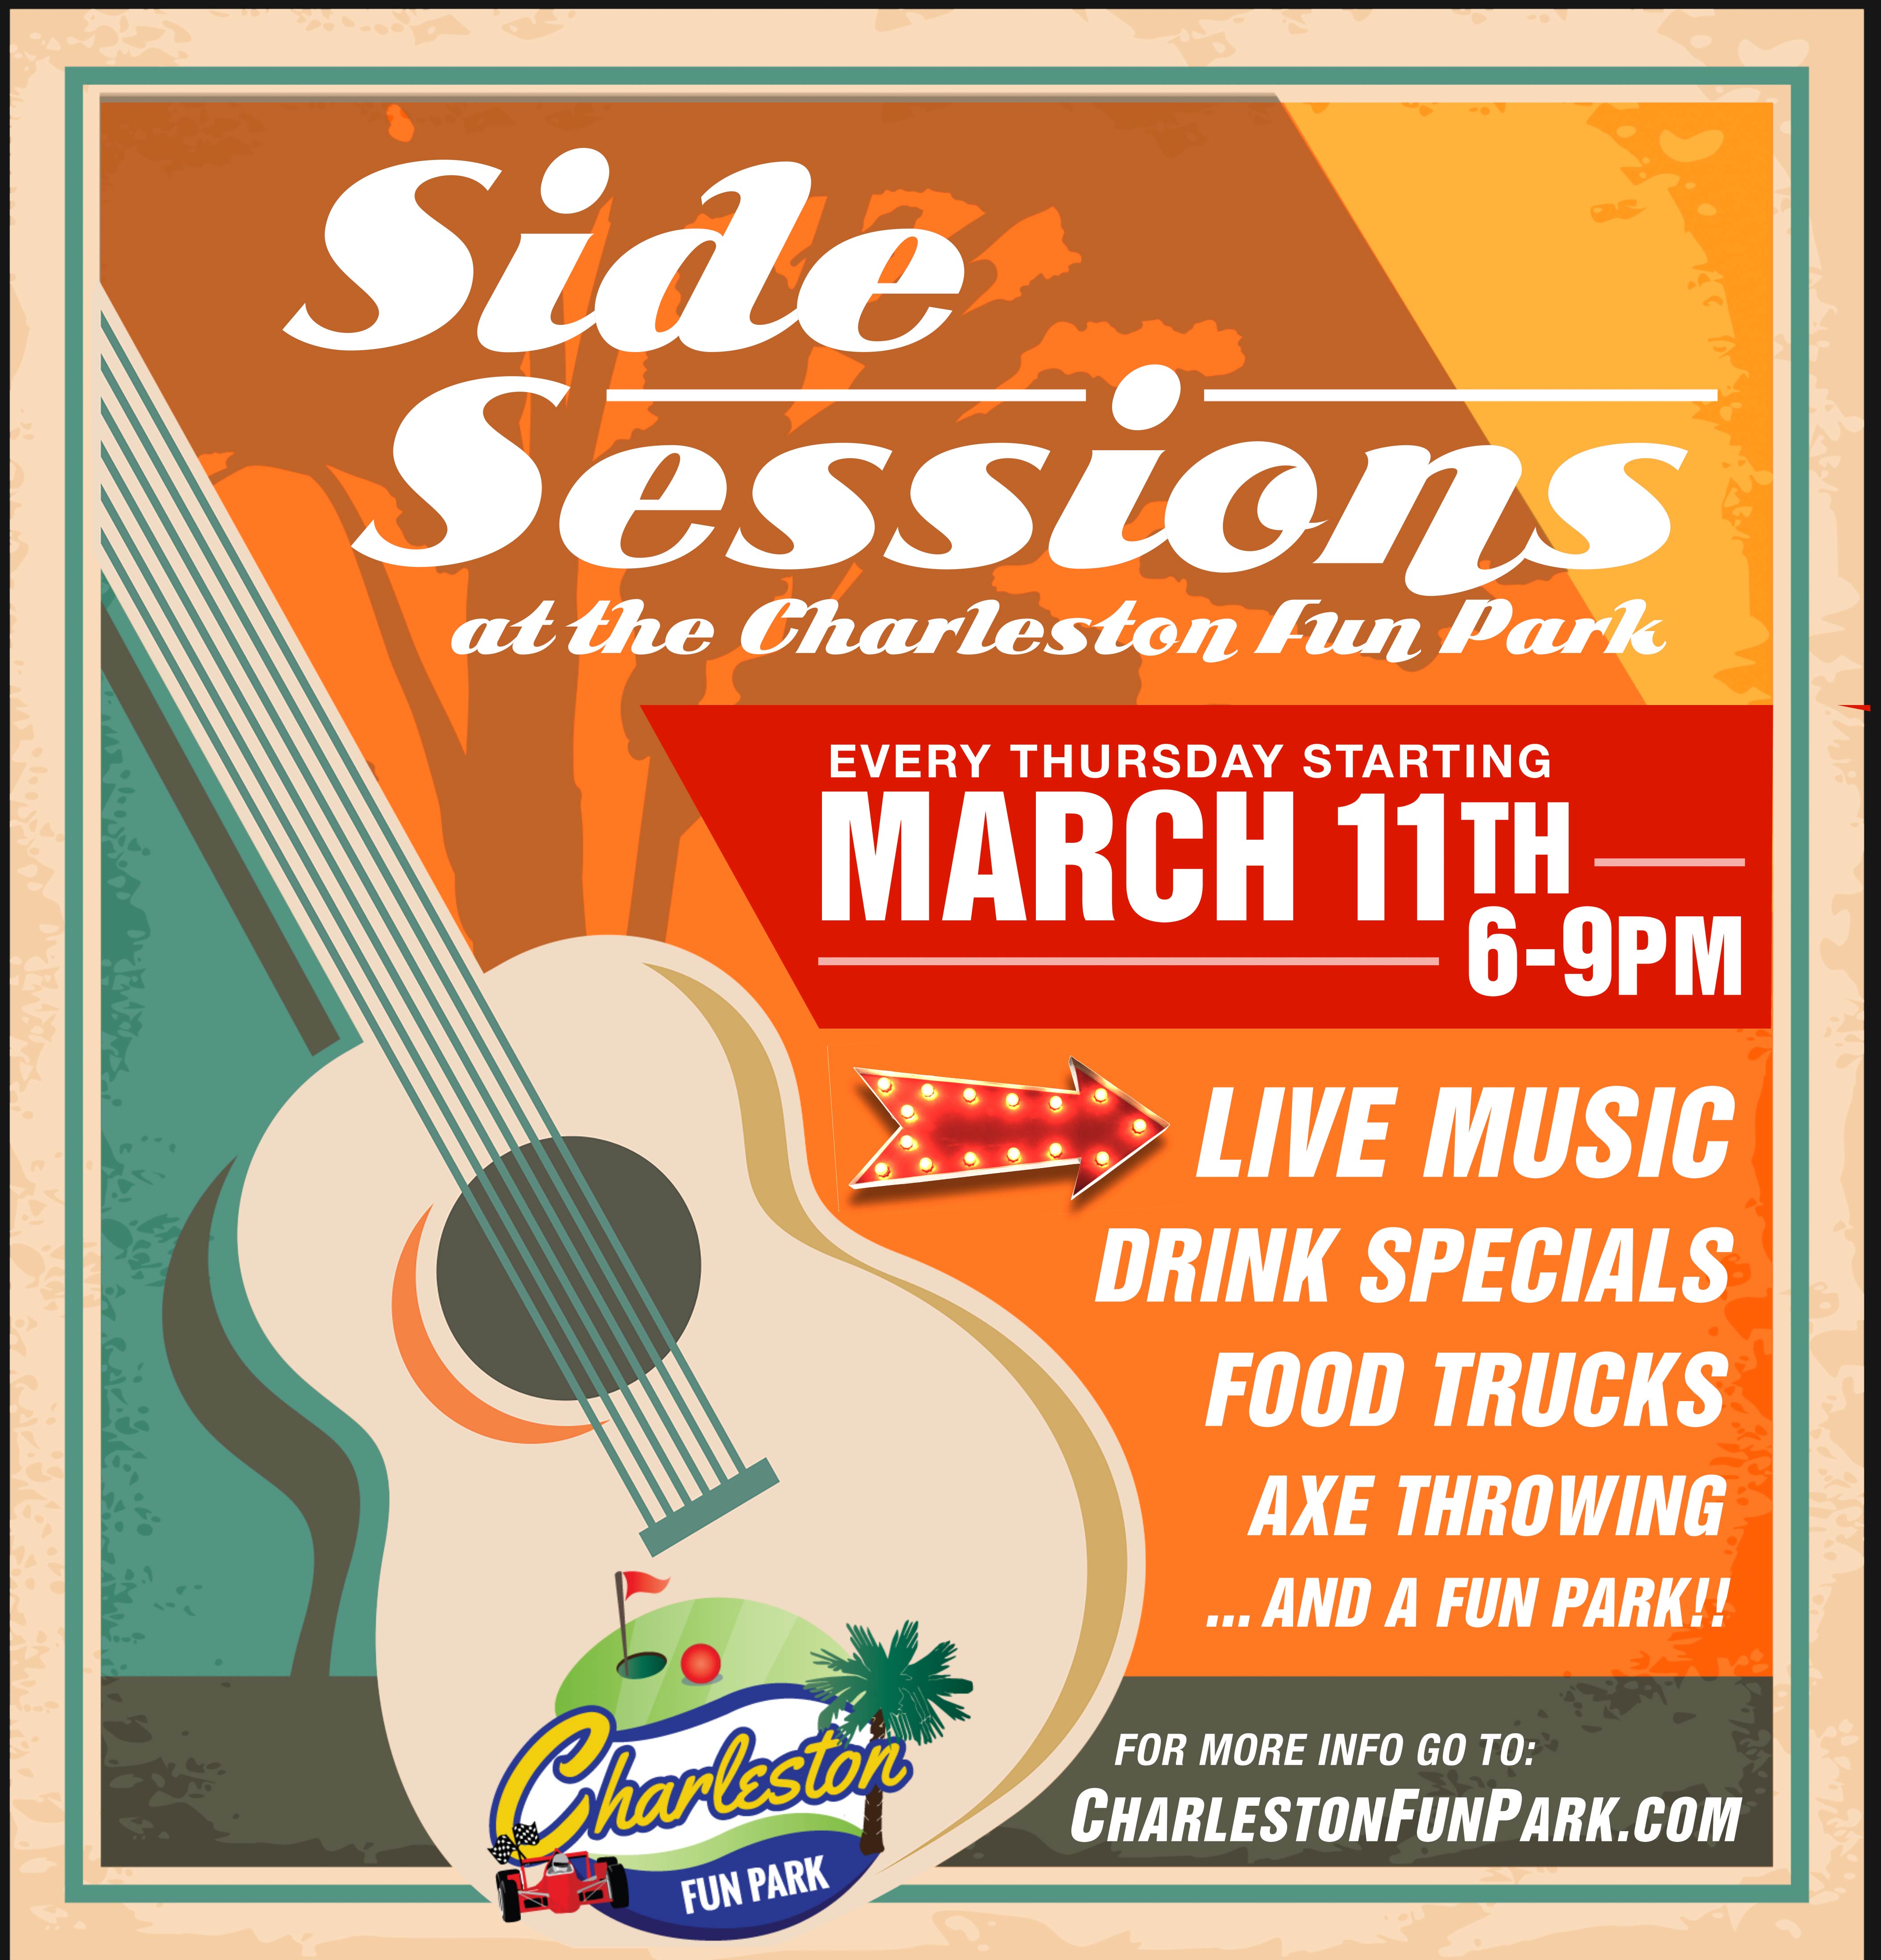 Side
Sessions
at the Charleston Fun Park
EVERY THURSDAY STARTING
MARCH 11TH
6-9PM
LIVE MUSIC
DRINK SPECIALS
FOOD TRUCKS
AXE THROWING
...AND A FUN PARK!!
FOR MORE INFO GO TO:
CHARLESTONFUNPARK.COM
Charleston
FUN PARK